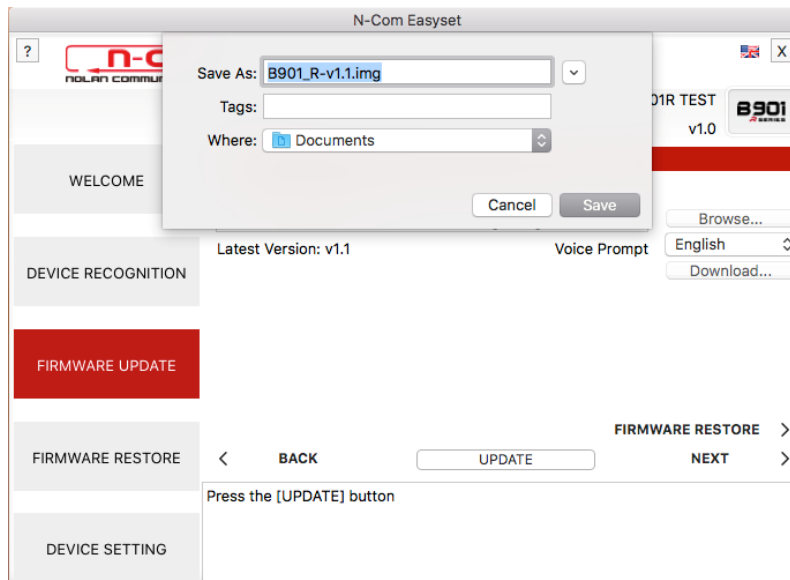 N-Com Easyset
?
n-c
NOLAN COMMUN
X
Save As: B901_R-v1.1.img
Tags:
Where: Documents
Cancel Save
01R TEST
v1.0
B901
R SERIES
WELCOME
Browse...
Latest Version: v1.1 Voice Prompt English
Download...
DEVICE RECOGNITION
FIRMWARE UPDATE
FIRMWARE RESTORE
FIRMWARE RESTORE
BACK UPDATE NEXT
Press the [UPDATE] button
DEVICE SETTING